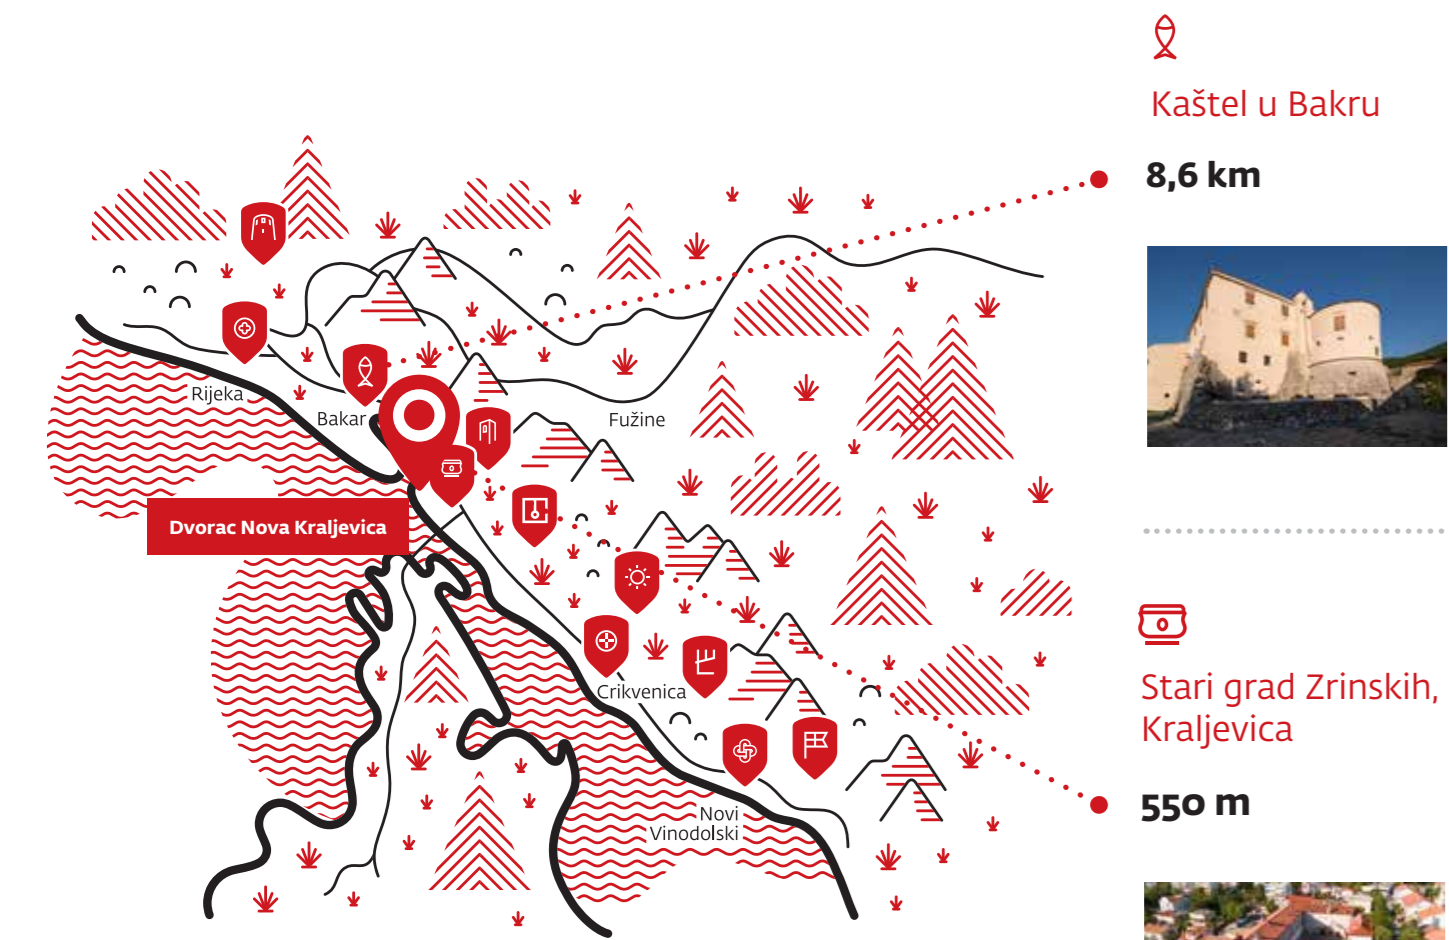 Kaštel u Bakru
8,6 km
Rijeka
Bakar
Fužine
Dvorac Nova Kraljevica
Crikvenica
Novi
Vinodolski
Stari grad Zrinskih,
Kraljevica
550 m